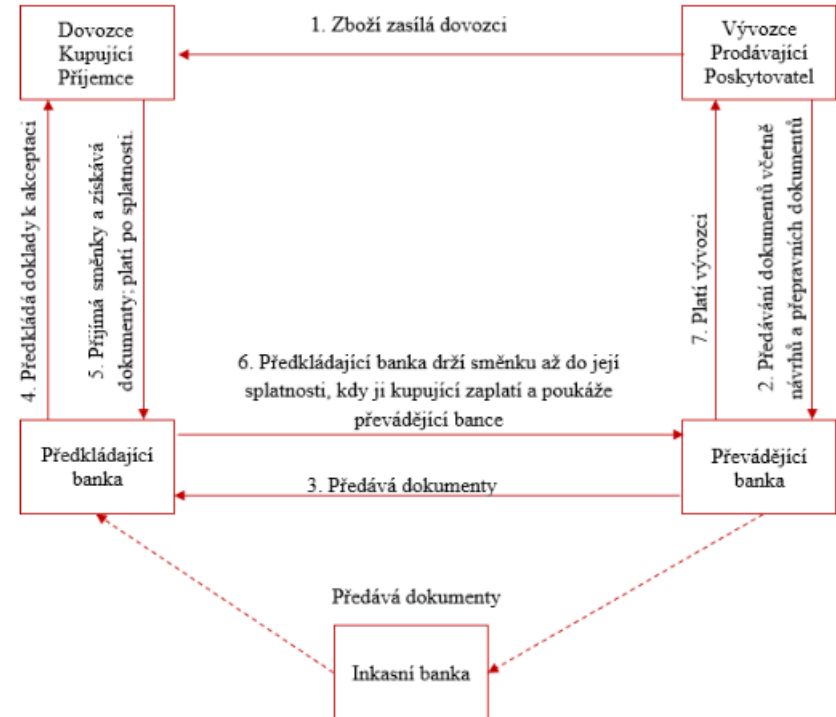 Dovozce
Kupující
Příjemce
1. Zboží zasílá dovozci
Vývozce
Prodávající
Poskytovatel
4. Předkládá doklady k akceptaci
5. Přijímá směnky a získává
dokumenty; platí po splatnosti.
7. Platí vývozci
2. Předávání dokumentů včetně
návrhů a přepravních dokumentů
6. Předkládající banka drží směnku až do její
splatnosti, kdy ji kupující zaplatí a poukáže
převádějící bance
Předkládající
banka
3. Předává dokumenty
Převádějící
banka
Předává dokumenty
Inkasní banka